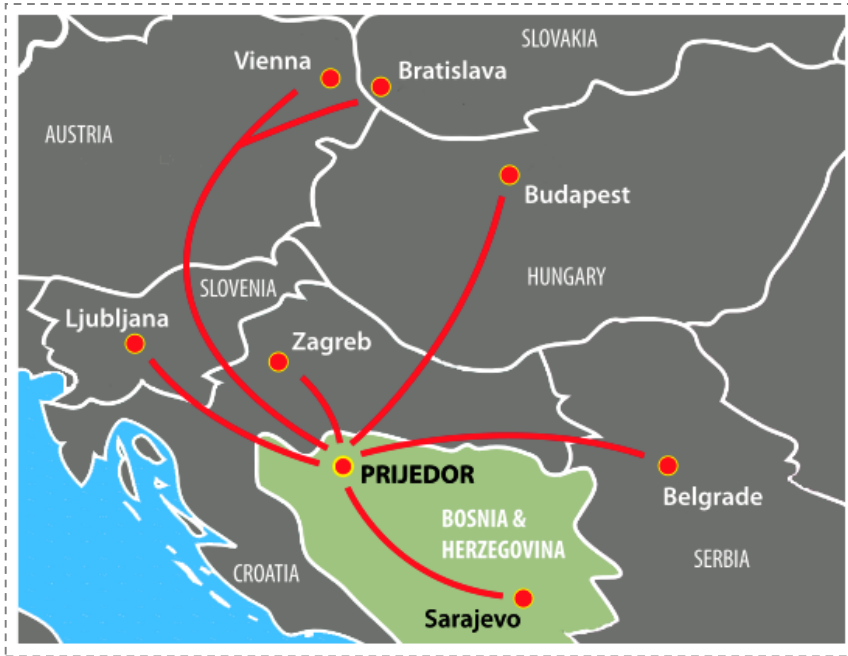 SLOVAKIA
Vienna
Bratislava
AUSTRIA
Budapest
HUNGARY
SLOVENIA
Ljubljana
Zagreb
PRIJEDOR
Belgrade
BOSNIA &
HERZEGOVINA
SERBIA
CROATIA
Sarajevo